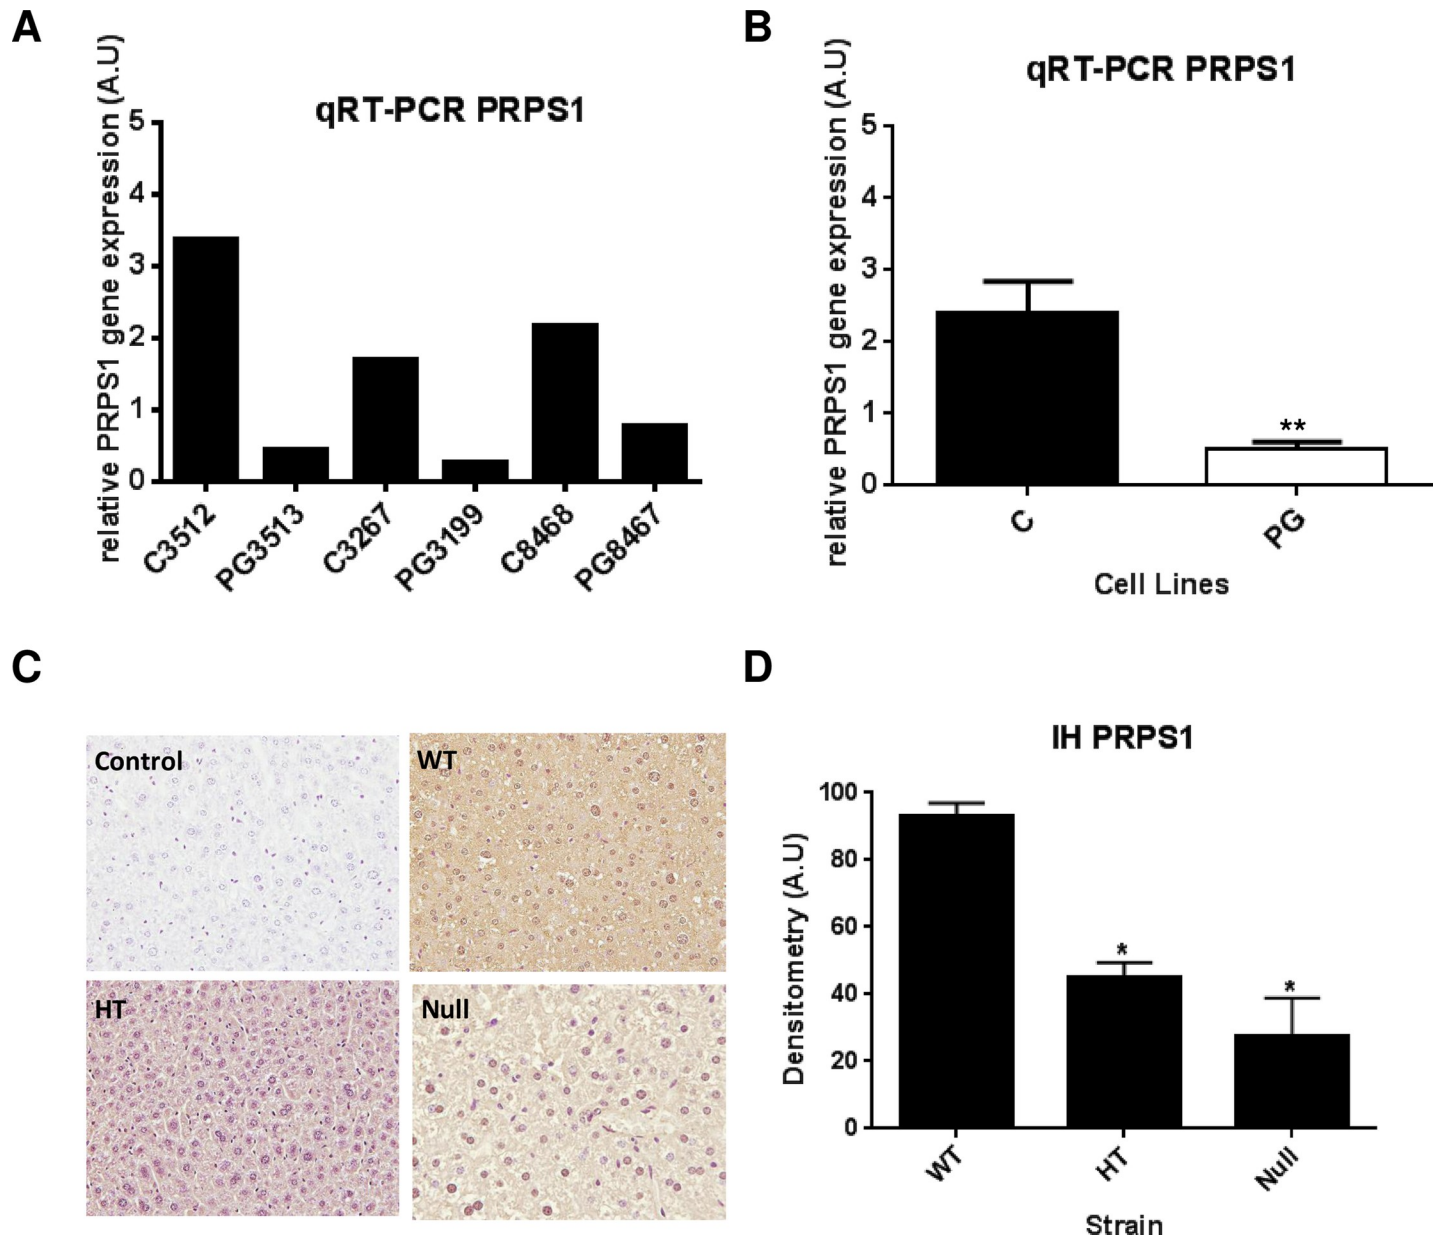 A
qRT-PCR PRPS1
relative PRPS1 gene expression (A.U)
5
4
3
2
1
0
C3512
PG3513
C3267
PG3199
C8468
PG8467
B
qRT-PCR PRPS1
relative PRPS1 gene expression (A.U)
5
4
3
2
1
0
**
C
PG
Cell Lines
C
Control
WT
HT
Null
D
IH PRPS1
Densitometry (A.U)
100
80
60
40
20
0
*
*
WT
HT
Null
Strain